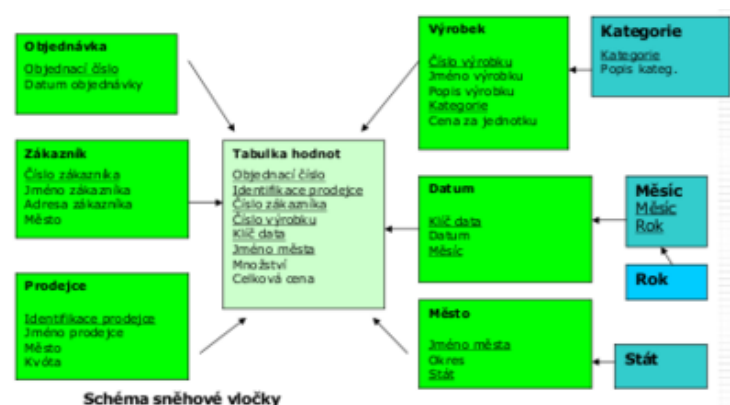 Objednávka
Objednací číslo
Datum objednávky
Zákazník
Číslo zákazníka
Jméno zákazníka
Adresa zákazníka
Město
Prodejce
Identifikace prodejce
Jméno prodejce
Město
Kvóta
Tabulka hodnot
Objednací číslo
Identifikace prodejce
Číslo zákazníka
Číslo výrobku
Klíč data
Jméno města
Množství
Celková cena
Výrobek
Číslo výrobku
Jméno výrobku
Popis výrobku
Kategorie
Cena za jednotku
Kategorie
Kategorie
Popis kateg.
Datum
Klíč data
Datum
Měsíc
Měsíc
Měsíc
Rok
Rok
Město
Jméno města
Okres
Stát
Stát
Schéma sněhové vločky